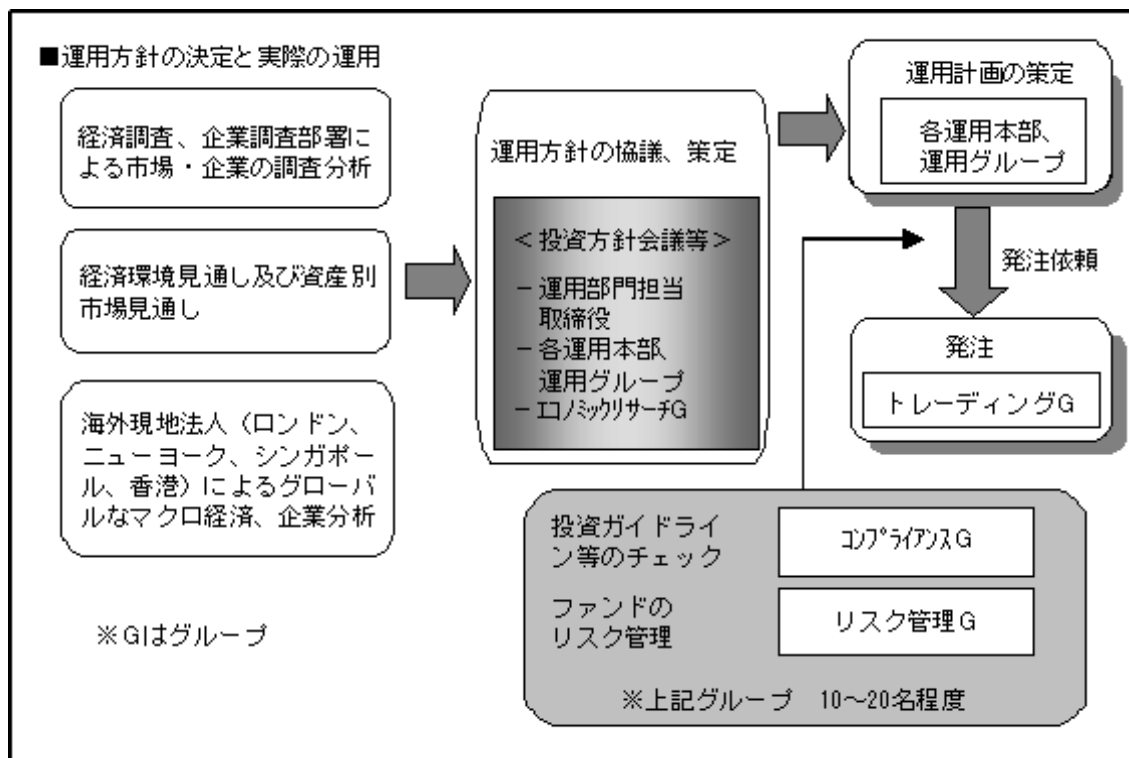 ■運用方針の決定と実際の運用
経済調査、企業調査部署に
よる市場・企業の調査分析
経済環境見通し及び資産別
市場見通し
海外現地法人（ロンドン、
ニューヨーク、シンガポー
ル、香港）によるグローバ
ルなマクロ経済、企業分析
※Gはグループ
運用方針の協議、策定
＜投資方針会議等＞
－運用部門担当
取締役
－各運用本部、
運用グループ
－ｴｺﾉﾐｯｸﾘｻｰﾁG
運用計画の策定
各運用本部、
運用グループ
発注依頼
発注
トレーディングG
投資ガイドライ
ン等のチェック
ｺﾝﾌﾟﾗｲｱﾝｽG
ファンドの
リスク管理
リスク管理G
※上記グループ　10～20名程度